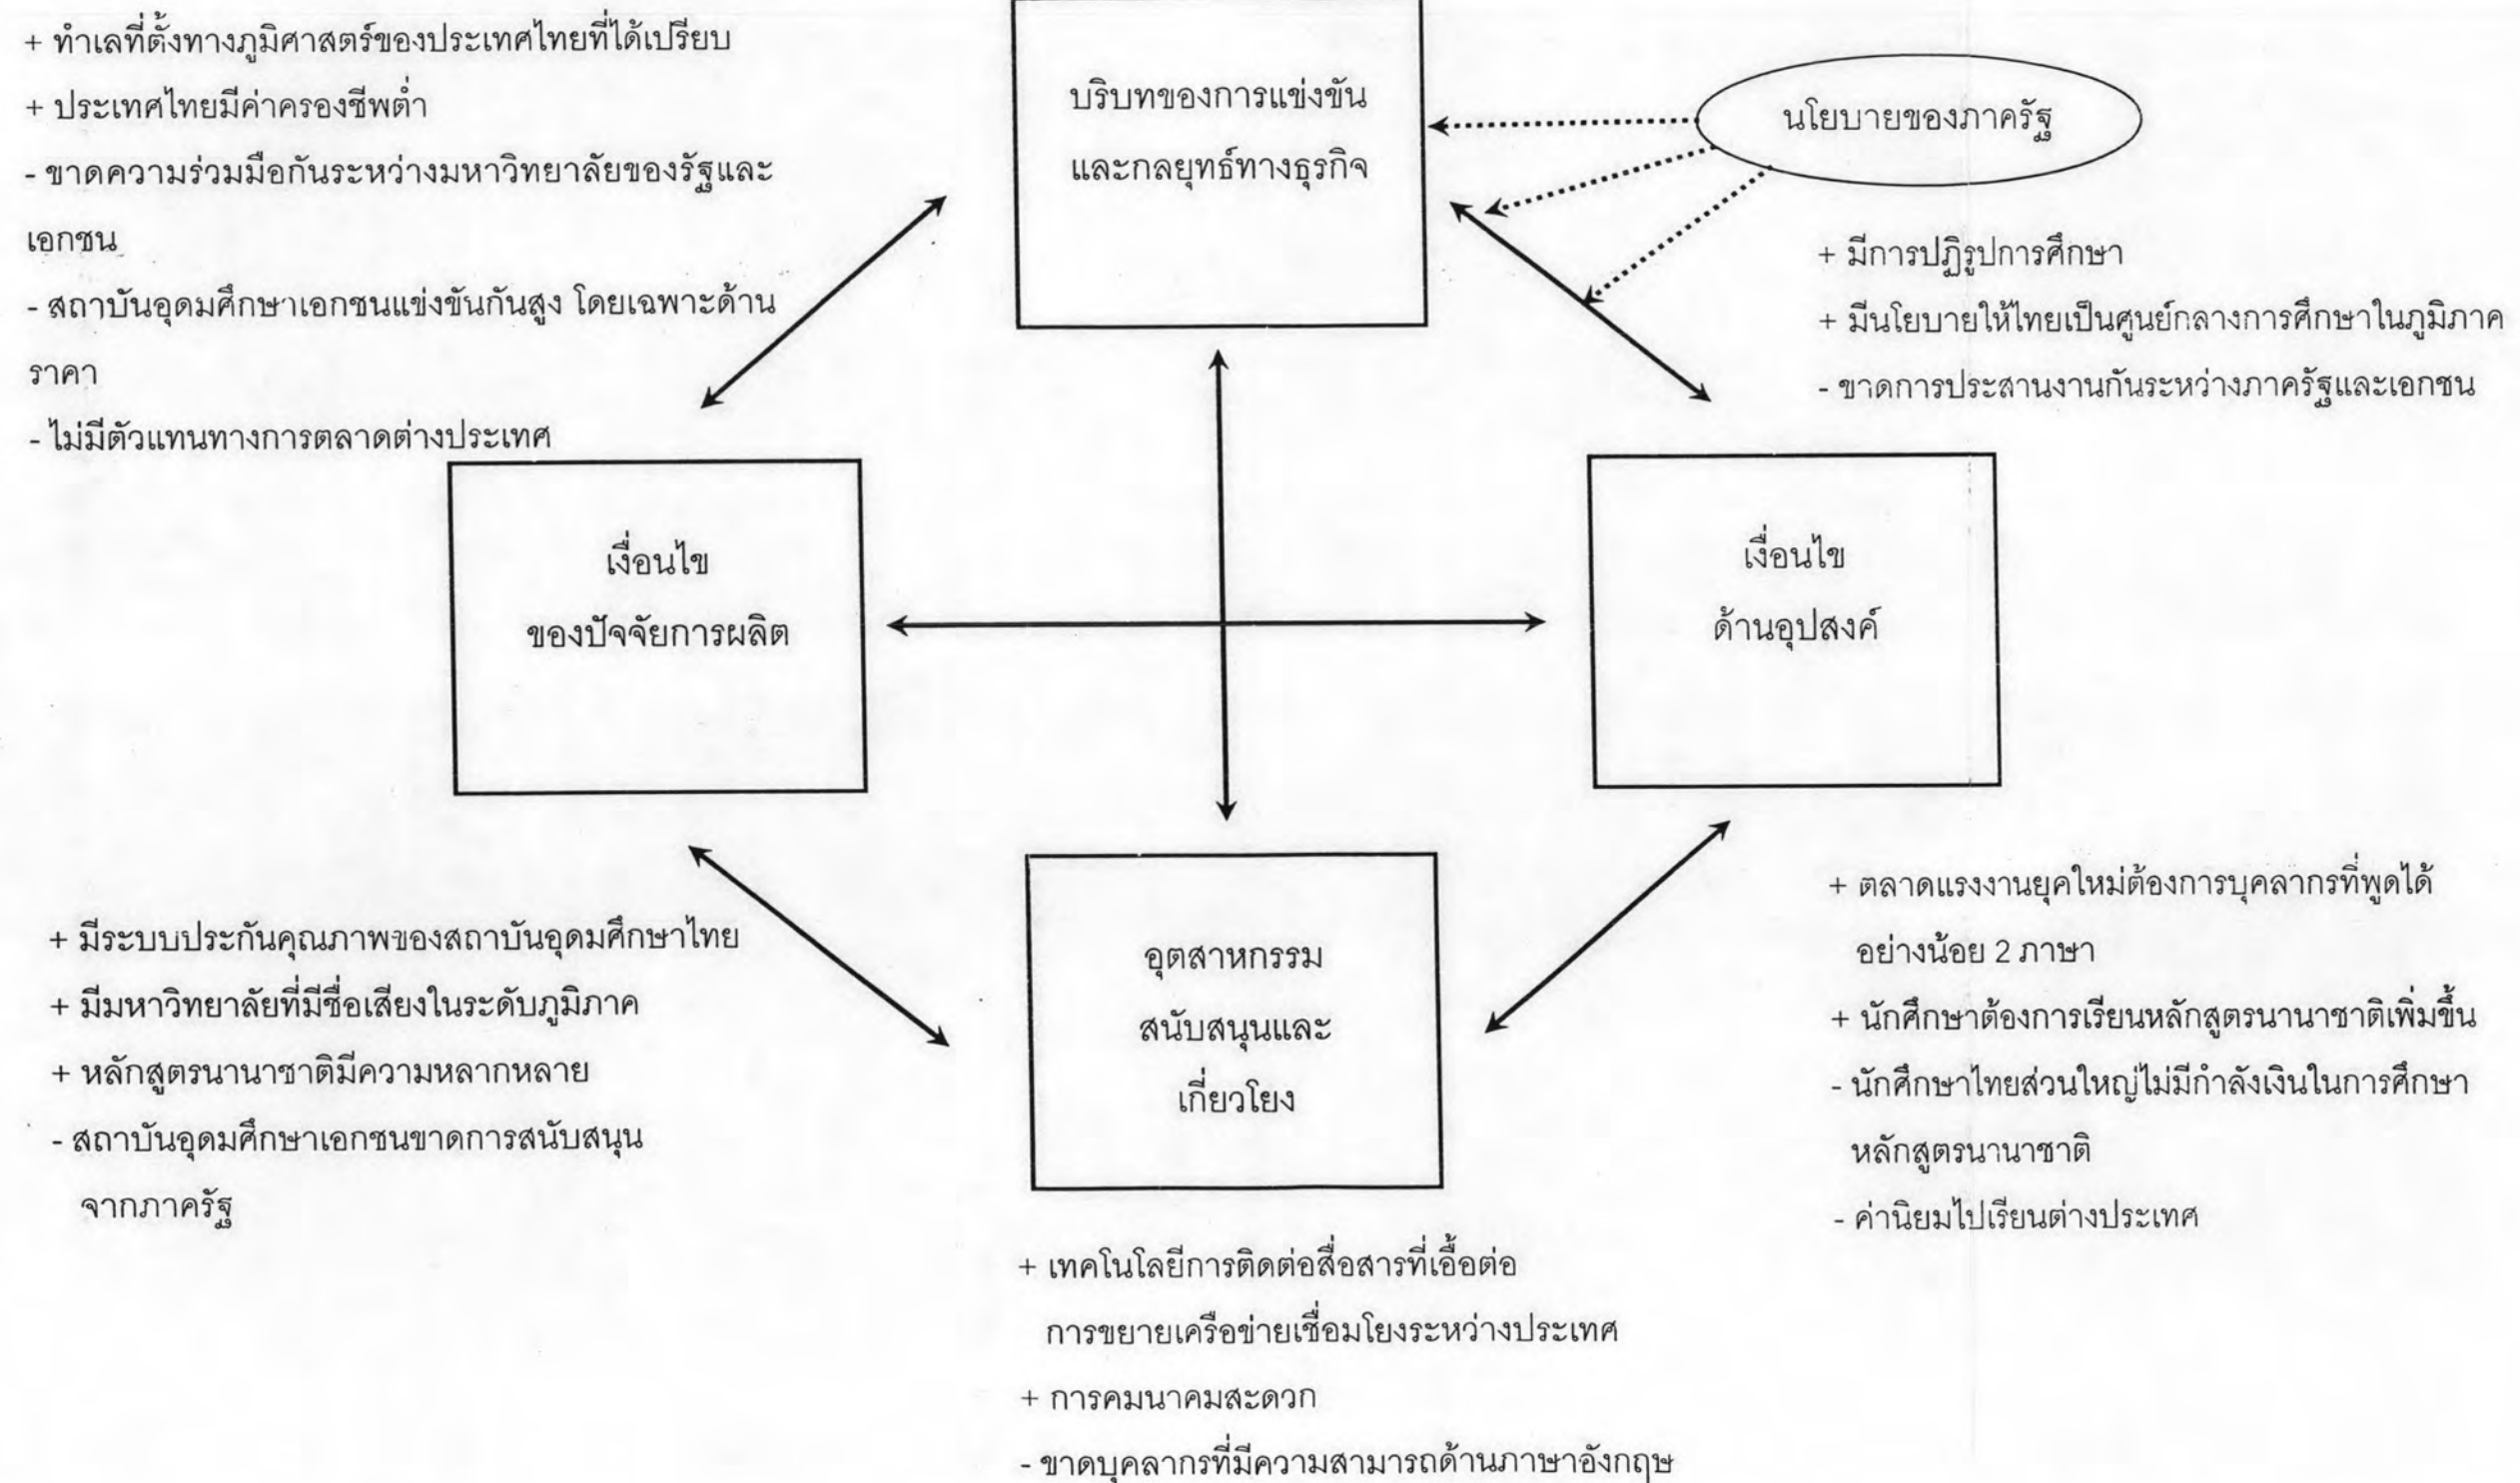 + ทำเลที่ตั้งทางภูมิศาสตร์ของประเทศไทยที่ได้เปรียบ
+ ประเทศไทยมีค่าครองชีพต่ำ
- ขาดความร่วมมือกันระหว่างมหาวิทยาลัยของรัฐและ
เอกชน
- สถาบันอุดมศึกษาเอกชนแข่งขันกันสูง โดยเฉพาะด้าน
ราคา
- ไม่มีตัวแทนทางการตลาดต่างประเทศ
บริบทของการแข่งขัน
และกลยุทธ์ทางธุรกิจ
นโยบายของภาครัฐ
+ มีการปฏิรูปการศึกษา
+ มีนโยบายให้ไทยเป็นศูนย์กลางการศึกษาในภูมิภาค
- ขาดการประสานงานกันระหว่างภาครัฐและเอกชน
เงื่อนไข
ของปัจจัยการผลิต
เงื่อนไข
ด้านอุปสงค์
+ มีระบบประกันคุณภาพของสถาบันอุดมศึกษาไทย
+ มีมหาวิทยาลัยที่มีชื่อเสียงในระดับภูมิภาค
+ หลักสูตรนานาชาติมีความหลากหลาย
- สถาบันอุดมศึกษาเอกชนขาดการสนับสนุน
จากภาครัฐ
อุตสาหกรรม
สนับสนุนและ
เกี่ยวโยง
+ ตลาดแรงงานยุคใหม่ต้องการบุคลากรที่พูดได้
อย่างน้อย 2 ภาษา
+ นักศึกษาต้องการเรียนหลักสูตรนานาชาติเพิ่มขึ้น
- นักศึกษาไทยส่วนใหญ่ไม่มีกำลังเงินในการศึกษา
หลักสูตรนานาชาติ
- ค่านิยมไปเรียนต่างประเทศ
+ เทคโนโลยีการติดต่อสื่อสารที่เอื้อต่อ
การขยายเครือข่ายเชื่อมโยงระหว่างประเทศ
+ การคมนาคมสะดวก
- ขาดบุคลากรที่มีความสามารถด้านภาษาอังกฤษ